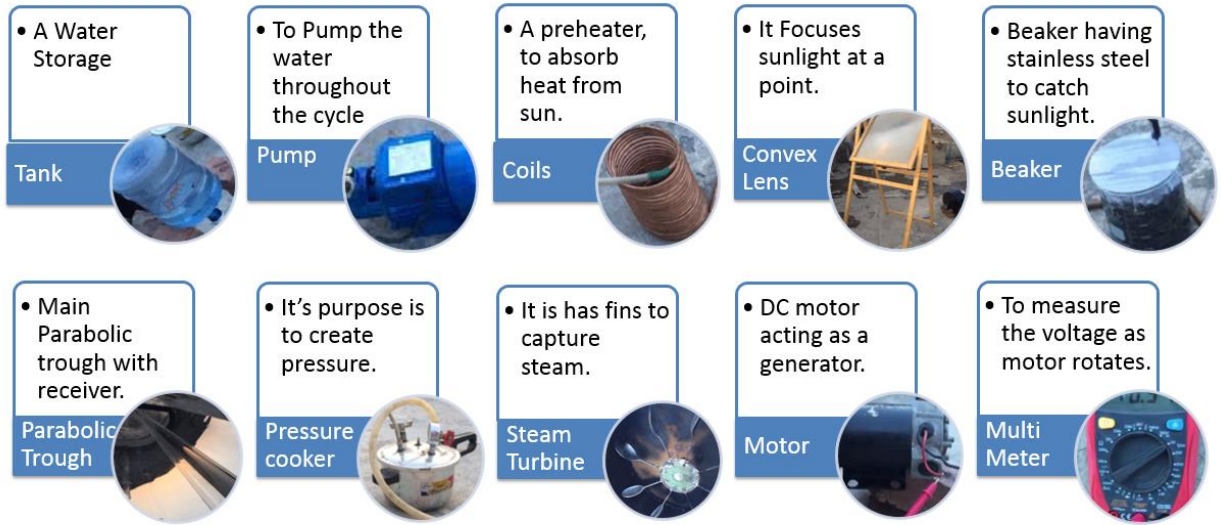 • A Water
Storage
Tank
• To Pump the
water
throughout
the cycle
Pump
• A preheater,
to absorb
heat from
sun.
Coils
• It Focuses
sunlight at a
point.
Convex
Lens
• Beaker having
stainless steel
to catch
sunlight.
Beaker
• Main
Parabolic
trough with
receiver.
Parabolic
Trough
• It’s purpose is
to create
pressure.
Pressure
cooker
• It is has fins to
capture
steam.
Steam
Turbine
• DC motor
acting as a
generator.
Motor
• To measure
the voltage as
motor rotates.
Multi
Meter